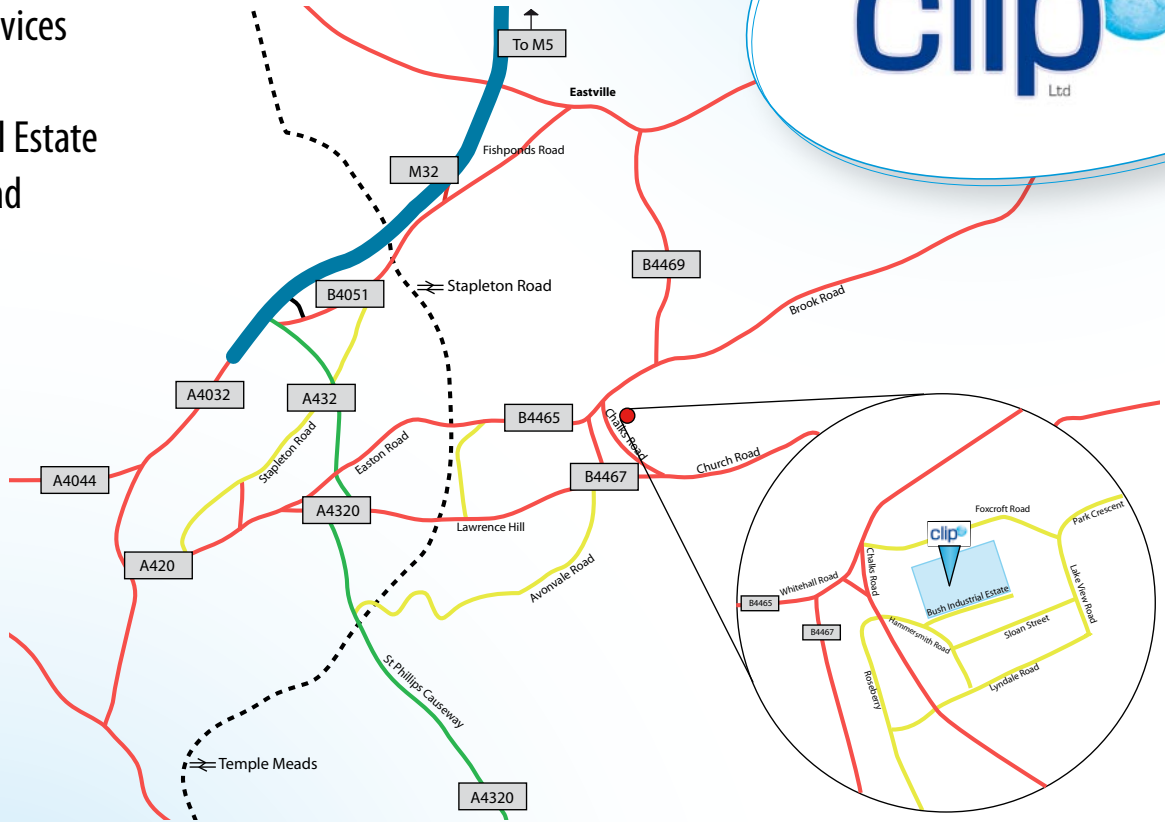 vices
l Estate
ad
clip
Ltd
To M5
Eastville
Fishponds Road
M32
B4469
Stapleton Road
B4051
Brook Road
A4032
A432
B4465
Chalks Road
Stapleton Road
Easton Road
Church Road
A4044
B4467
A4320
Lawrence Hill
A420
Avonvale Road
St Phillips Causeway
Temple Meads
A4320
Foxcroft Road
Park Crescent
clip
Chalks Road
Whitehall Road
Lake View Road
B4465
Bush Industrial Estate
B4467
Hammersmith Road
Sloan Street
Roseberry
Lyndale Road